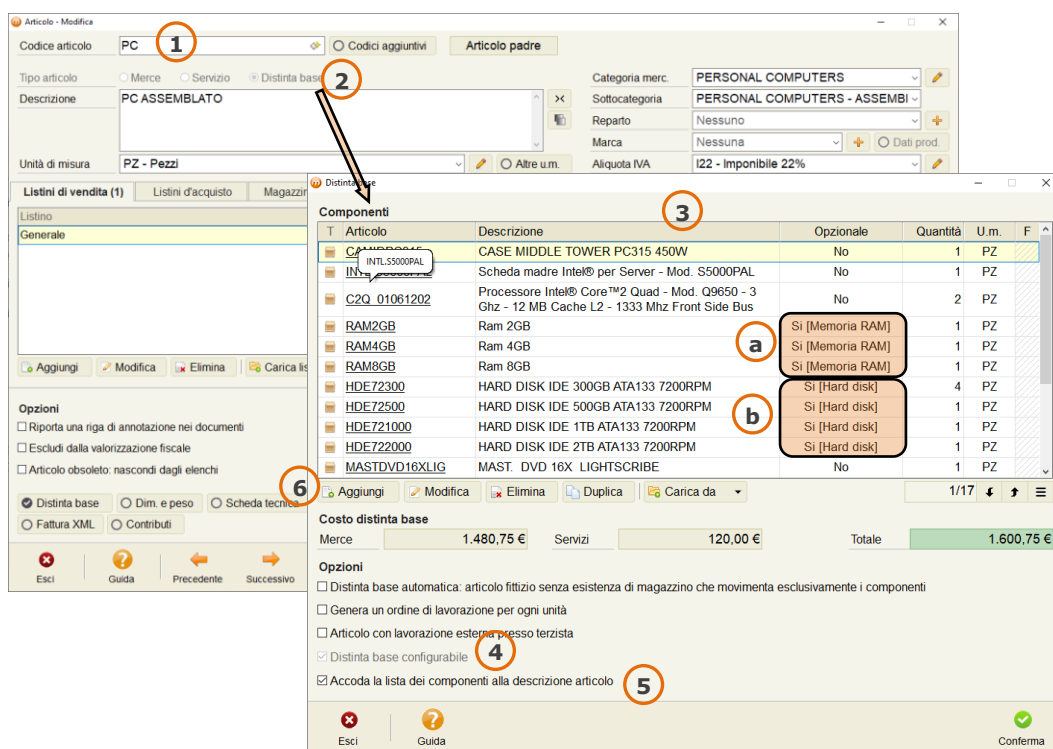 Articolo - Modifica
Codice articolo PC 1 Codici aggiuntivi Articolo padre
Tipo articolo Merce Servizio Distinta base 2 Categoria merc. PERSONAL COMPUTERS
Descrizione PC ASSEMBLATO Sottocategoria PERSONAL COMPUTERS - ASSEMBI
Reparto Nessuno
Marca Nessuna Dati prod.
Unità di misura PZ - Pezzi Altre u.m. Aliquota IVA I22 - Imponibile 22%
Listini di vendita (1) Listini d'acquisto Magazzin
Listino
Generale
Aggiungi Modifica Elimina Carica lis
Opzioni
Riporta una riga di annotazione nei documenti
Escludi dalla valorizzazione fiscale
Articolo obsoleto: nascondi dagli elenchi
Distinta base Dim. e peso Scheda tecnica
Fattura XML Contributi
Esci Guida Precedente Successivo
Distinta base
Componenti 3
T Articolo Descrizione Opzionale Quantità U.m. F
CASE MIDDLE TOWER PC315 450W No 1 PZ
INTL.S5000PAL
Scheda madre Intel® per Server - Mod. S5000PAL No 1 PZ
C2Q_01061202 Processore Intel® Core™2 Quad - Mod. Q9650 - 3 No 2 PZ
Ghz - 12 MB Cache L2 - 1333 Mhz Front Side Bus
RAM2GB Ram 2GB Si [Memoria RAM] 1 PZ
RAM4GB Ram 4GB a Si [Memoria RAM] 1 PZ
RAM8GB Ram 8GB Si [Memoria RAM] 1 PZ
HDE72300 HARD DISK IDE 300GB ATA133 7200RPM Si [Hard disk] 4 PZ
HDE72500 HARD DISK IDE 500GB ATA133 7200RPM b Si [Hard disk] 1 PZ
HDE721000 HARD DISK IDE 1TB ATA133 7200RPM Si [Hard disk] 1 PZ
HDE722000 HARD DISK IDE 2TB ATA133 7200RPM Si [Hard disk] 1 PZ
MASTDVD16XLIG MAST. DVD 16X LIGHTSCRIBE No 1 PZ
6 Aggiungi Modifica Elimina Duplica Carica da 1/17
Costo distinta base
Merce 1.480,75 € Servizi 120,00 € Totale 1.600,75 €
Opzioni
Distinta base automatica: articolo fittizio senza esistenza di magazzino che movimenta esclusivamente i componenti
Genera un ordine di lavorazione per ogni unità
Articolo con lavorazione esterna presso terzista
Distinta base configurabile 4
Accoda la lista dei componenti alla descrizione articolo 5
Esci Guida Conferma